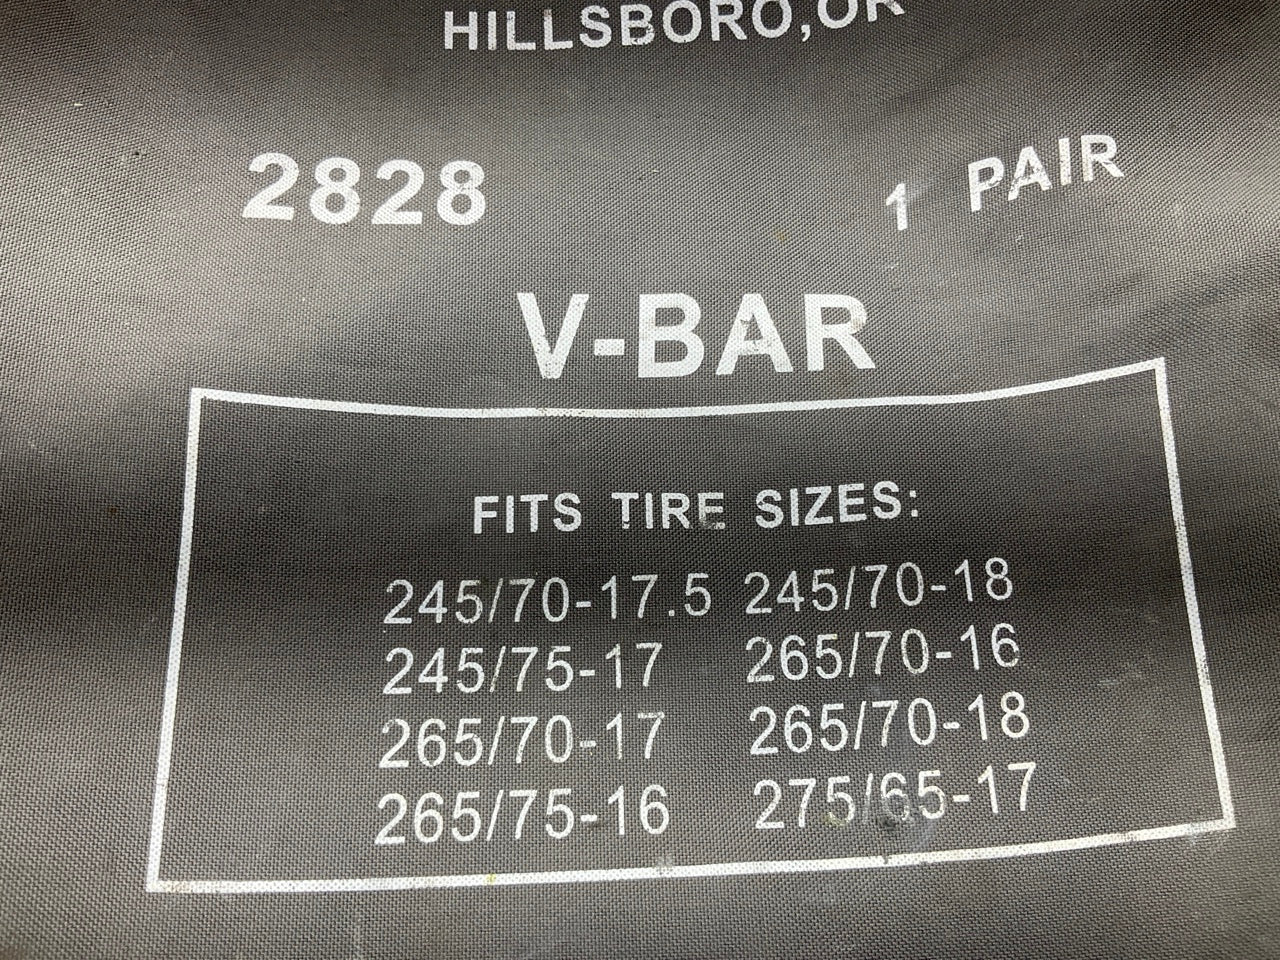 HILLSBORO, OR
2828 1 PAIR
V-BAR
FITS TIRE SIZES:
245/70-17.5 245/70-18
245/75-17 265/70-16
265/70-17 265/70-18
265/75-16 275/65-17